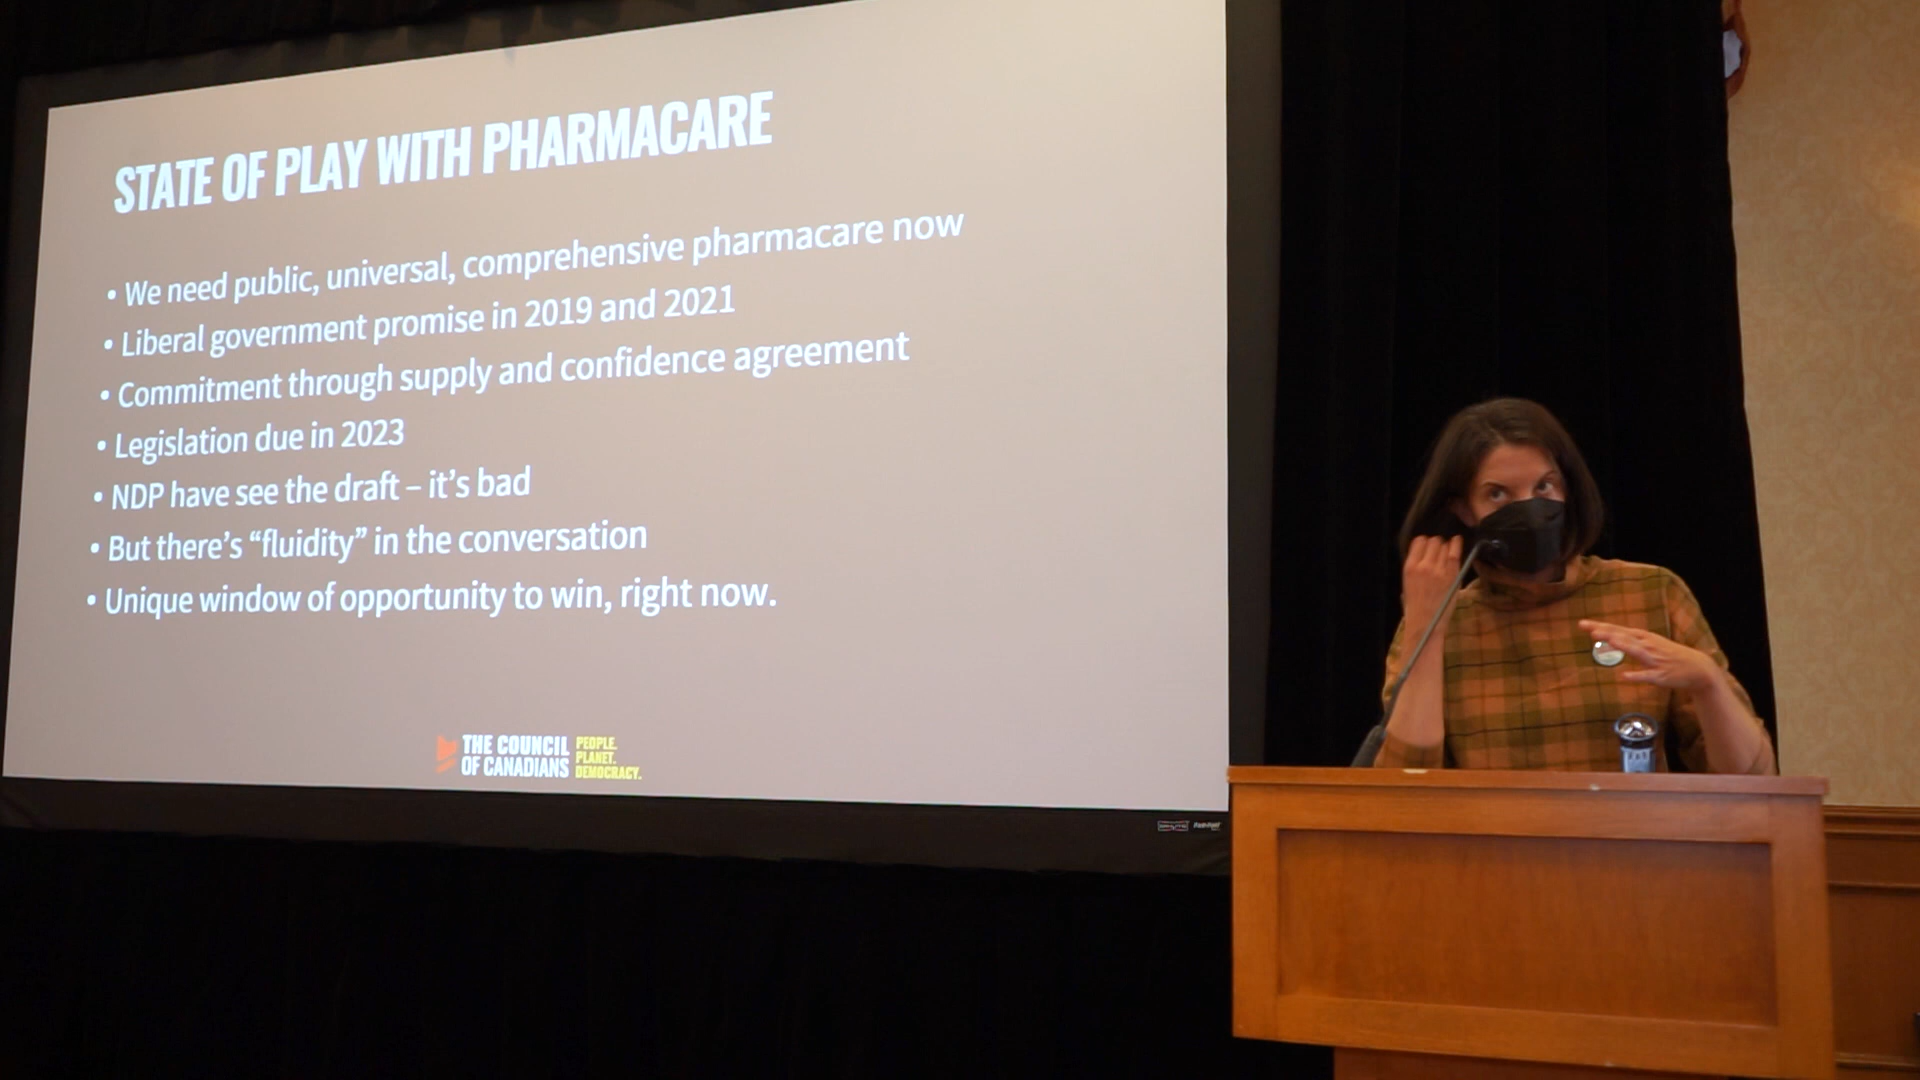 STATE OF PLAY WITH PHARMACARE
• We need public, universal, comprehensive pharmacare now
• Liberal government promise in 2019 and 2021
• Commitment through supply and confidence agreement
• Legislation due in 2023
• NDP have see the draft – it's bad
• But there's “fluidity” in the conversation
• Unique window of opportunity to win, right now.
THE COUNCIL
OF CANADIANS
PEOPLE.
PLANET.
DEMOCRACY.